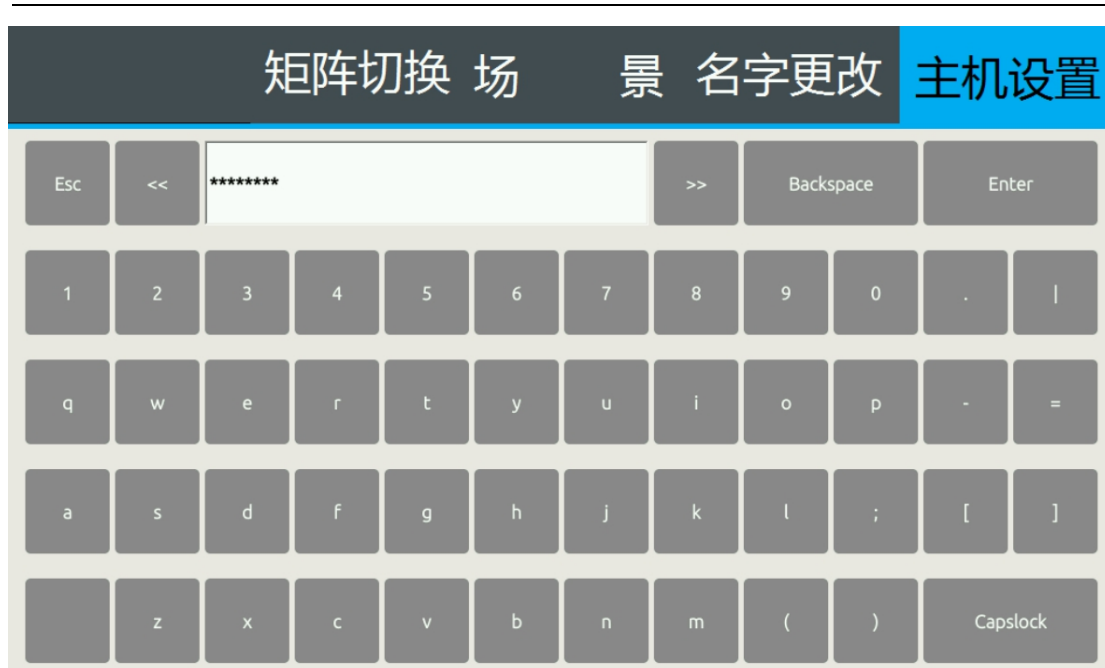 矩阵切换 场 景 名字更改 主机设置
Esc << ******** >> Backspace Enter
1 2 3 4 5 6 7 8 9 0 . |
q w e r t y u i o p - =
a s d f g h j k l ; [ ]
z x c v b n m ( ) Capslock